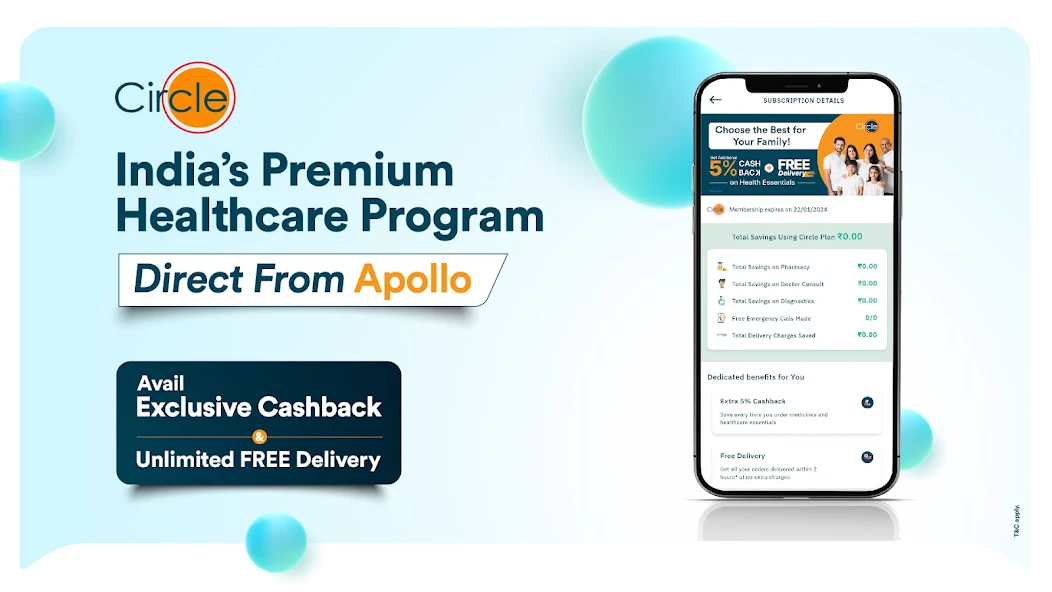 Circle
India's Premium
Healthcare Program
Direct From Apollo
Avail
Exclusive Cashback
&
Unlimited FREE Delivery
SUBSCRIPTION DETAILS
Circle
Choose the Best for
Your Family!
Get Additional
5% CASH BACK + FREE Delivery
on Health Essentials
Circle Membership expires on 22/01/2024
Total Savings Using Circle Plan ₹0.00
Total Savings on Pharmacy ₹0.00
Total Savings on Doctor Consult ₹0.00
Total Savings on Diagnostics ₹0.00
Free Emergency Calls Made 0/0
Total Delivery Charges Saved ₹0.00
Dedicated benefits for You
Extra 5% Cashback
Save every time you under medicines and
healthcare essentials
Free Delivery
Get all your orders delivered within 2
hours* at no extra charges
T&C apply.